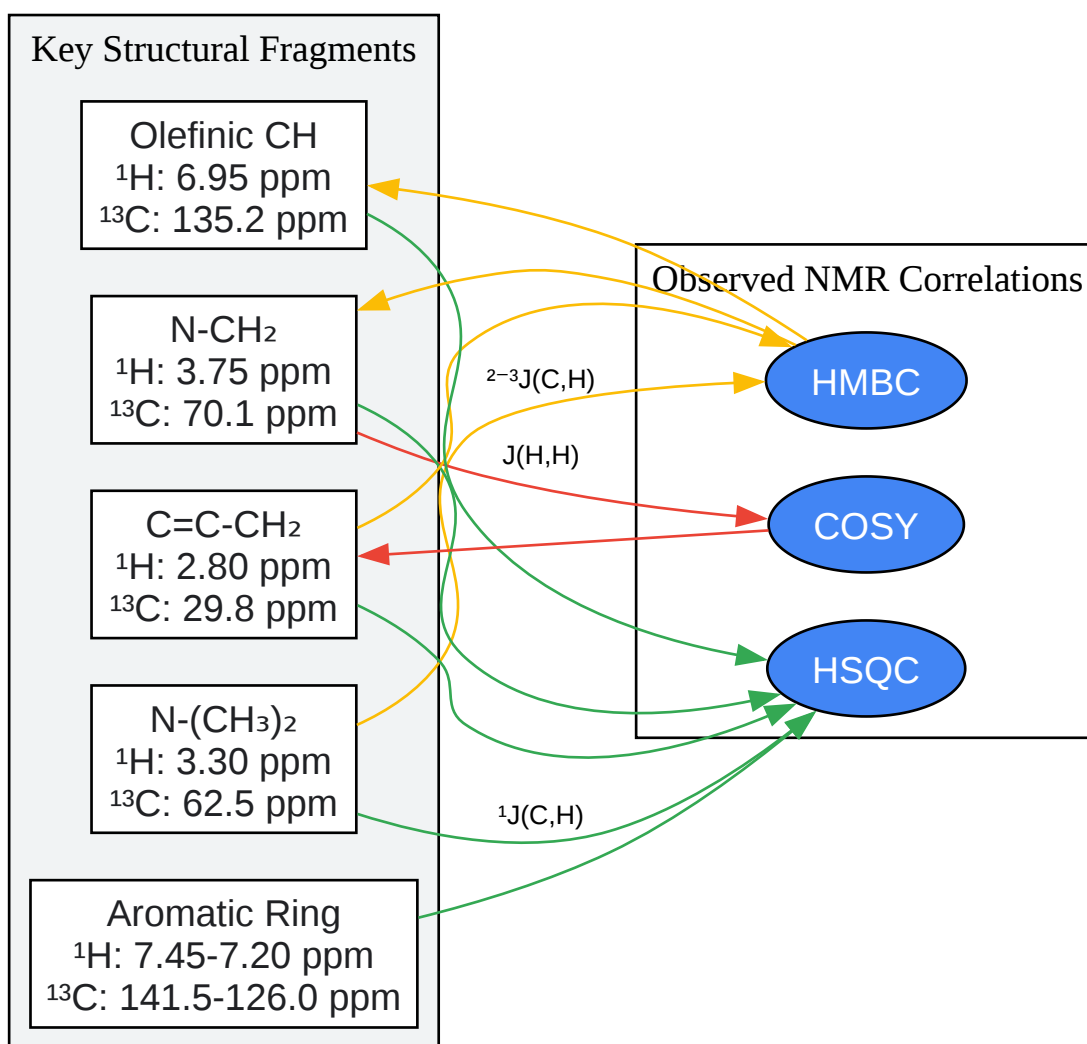 Key Structural Fragments
Olefinic CH
¹H: 6.95 ppm
¹³C: 135.2 ppm
N-CH₂
¹H: 3.75 ppm
¹³C: 70.1 ppm
C=C-CH₂
¹H: 2.80 ppm
¹³C: 29.8 ppm
N-(CH₃)₂
¹H: 3.30 ppm
¹³C: 62.5 ppm
Aromatic Ring
¹H: 7.45-7.20 ppm
¹³C: 141.5-126.0 ppm
²⁻³J(C,H)
J(H,H)
¹J(C,H)
Observed NMR Correlations
HMBC
COSY
HSQC